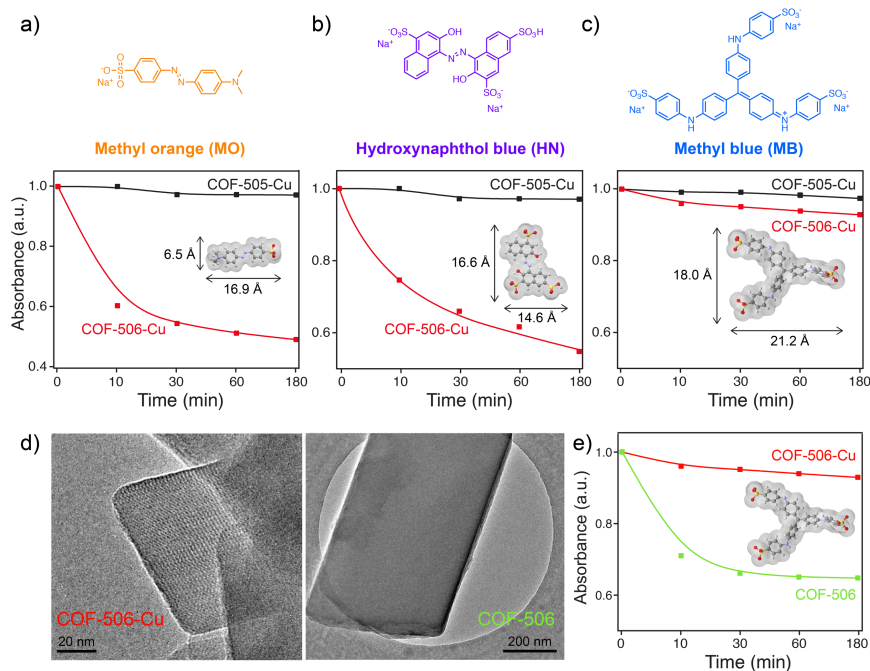 a)
b)
c)
-O
S
O
O
Na+
N
N
N
-O3S
OH
Na+
N
N
SO3H
HO
SO3-
Na+
SO3-
Na+
HN
-O3S
Na+
N
H
N+
H
SO3-
Na+
Methyl orange (MO)
Hydroxynaphthol blue (HN)
Methyl blue (MB)
Absorbance (a.u.)
1.0
0.8
0.6
0.4
COF-505-Cu
6.5 Å
16.9 Å
COF-506-Cu
0 10 30 60 180
Time (min)
1.0
0.8
0.6
COF-505-Cu
16.6 Å
14.6 Å
COF-506-Cu
0 10 30 60 180
Time (min)
1.0
0.8
0.6
COF-505-Cu
COF-506-Cu
18.0 Å
21.2 Å
0 10 30 60 180
Time (min)
d)
COF-506-Cu
20 nm
COF-506
200 nm
e)
Absorbance (a.u.)
1.0
0.8
0.6
COF-506-Cu
COF-506
0 10 30 60 180
Time (min)